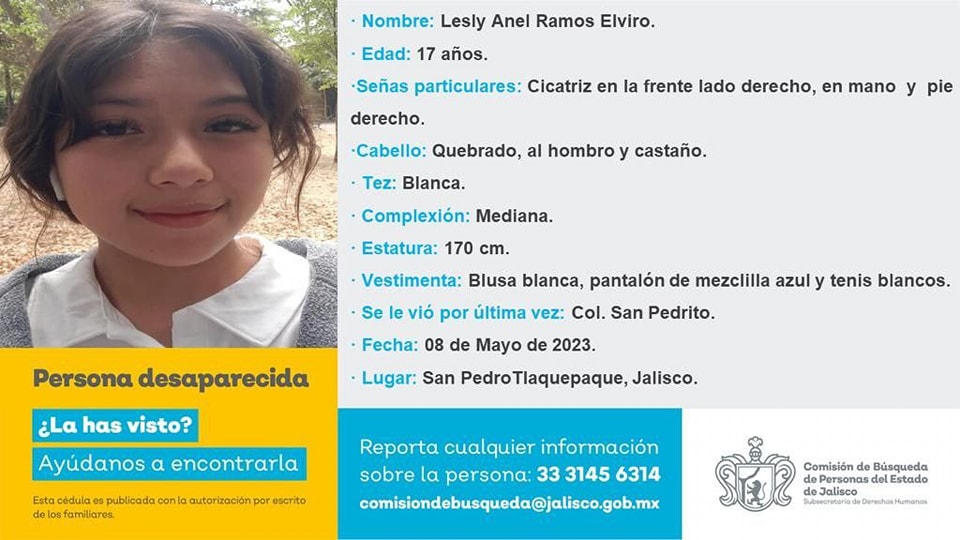 · Nombre: Lesly Anel Ramos Elviro.
· Edad: 17 años.
·Señas particulares: Cicatriz en la frente lado derecho, en mano y pie
derecho.
·Cabello: Quebrado, al hombro y castaño.
· Tez: Blanca.
· Complexión: Mediana.
· Estatura: 170 cm.
· Vestimenta: Blusa blanca, pantalón de mezclilla azul y tenis blancos.
· Se le vió por última vez: Col. San Pedrito.
· Fecha: 08 de Mayo de 2023.
· Lugar: San PedroTlaquepaque, Jalisco.
Persona desaparecida
¿La has visto?
Ayúdanos a encontrarla
Esta cédula es publicada con la autorización por escrito
de los familiares.
Reporta cualquier información
sobre la persona: 33 3145 6314
comisiondebusqueda@jalisco.gob.mx
Comisión de Búsqueda
de Personas del Estado
de Jalisco
Subsecretaría de Derechos Humanos